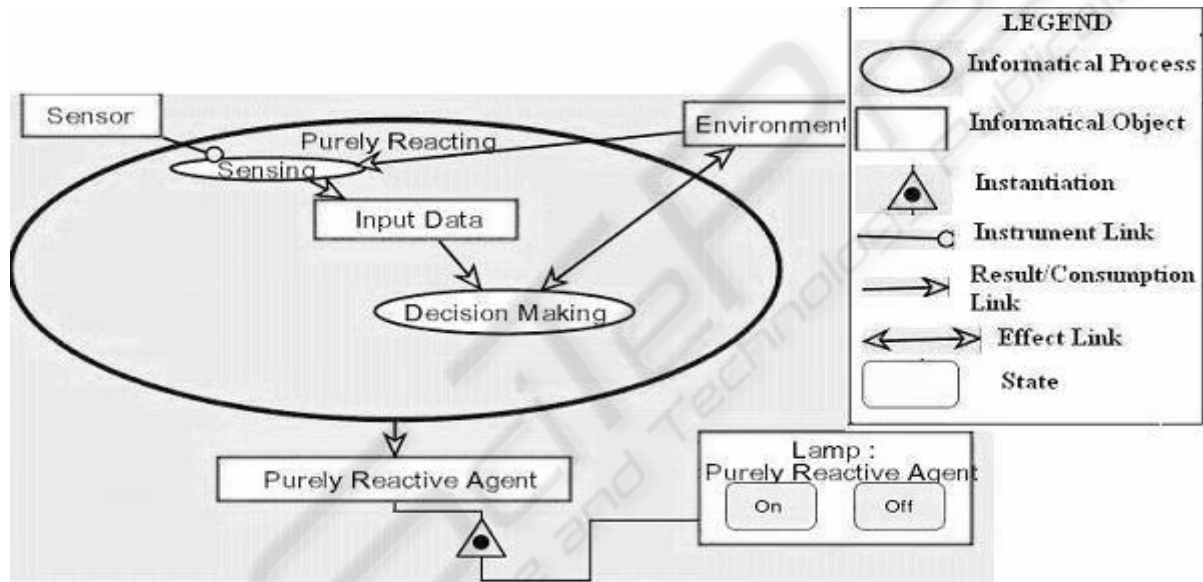 Sensor
Purely Reacting
Environment
Sensing
Input Data
Decision Making
Purely Reactive Agent
Lamp :
Purely Reactive Agent
On
Off
LEGEND
Informatical Process
Informatical Object
Instantiation
Instrument Link
Result/Consumption
Link
Effect Link
State